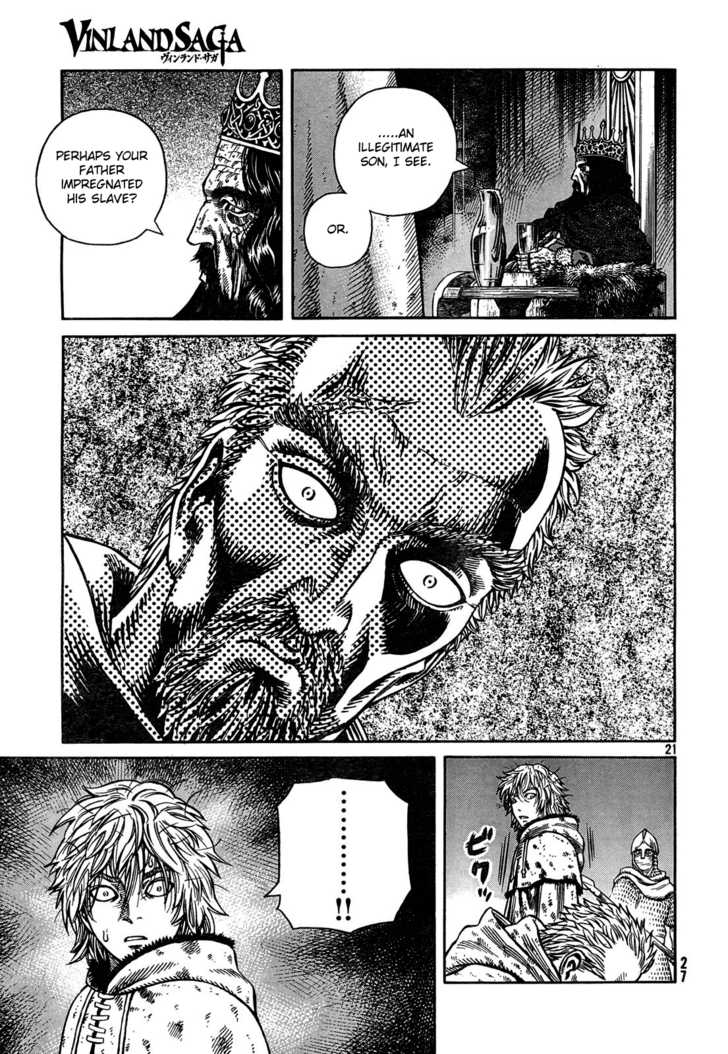 VINLAND SAGA
ヴィンランド・サガ
.....AN
ILLEGITIMATE
SON, I SEE.
OR.
PERHAPS YOUR
FATHER
IMPREGNATED
HIS SLAVE?
21
ビクッ
.........!!
27